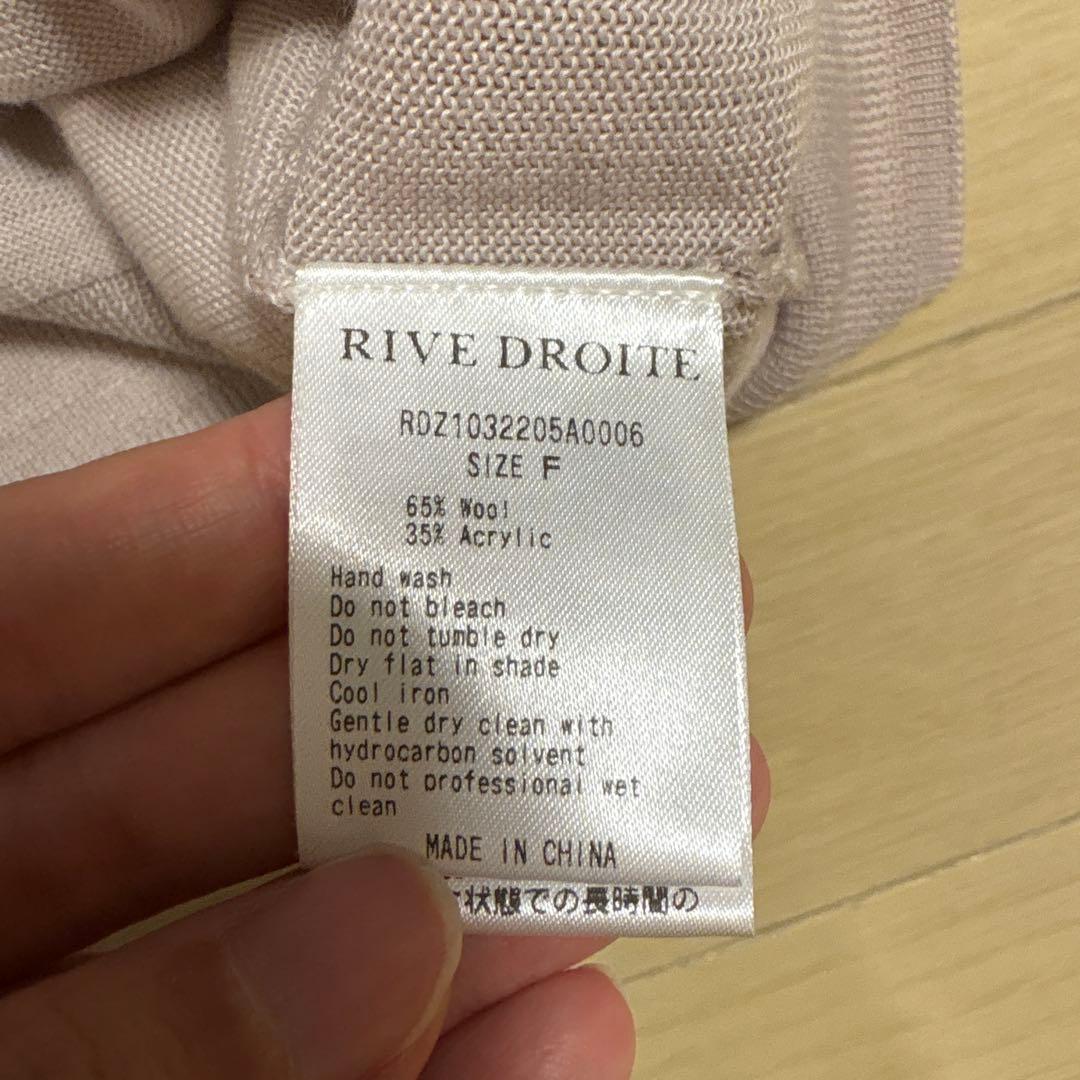 RIVE DROITE
RDZ1032205A0006
SIZE F
65% Wool
35% Acrylic
Hand wash
Do not bleach
Do not tumble dry
Dry flat in shade
Cool iron
Gentle dry clean with
hydrocarbon solvent
Do not professional wet
clean
MADE IN CHINA
状態での長時間の